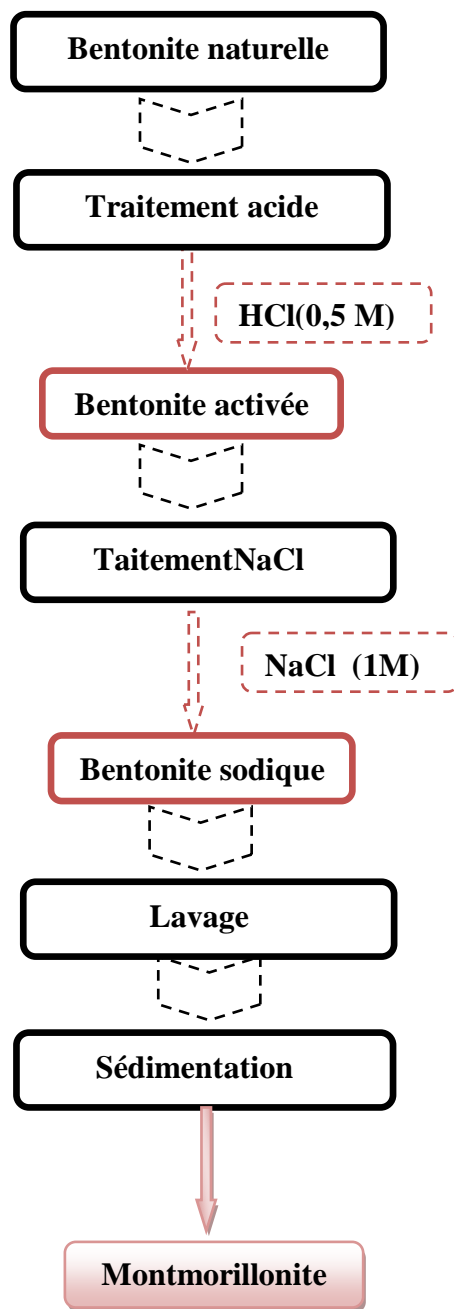 Bentonite naturelle
Traitement acide
HCl(0,5 M)
Bentonite activée
TaitementNaCl
NaCl (1M)
Bentonite sodique
Lavage
Sédimentation
Montmorillonite